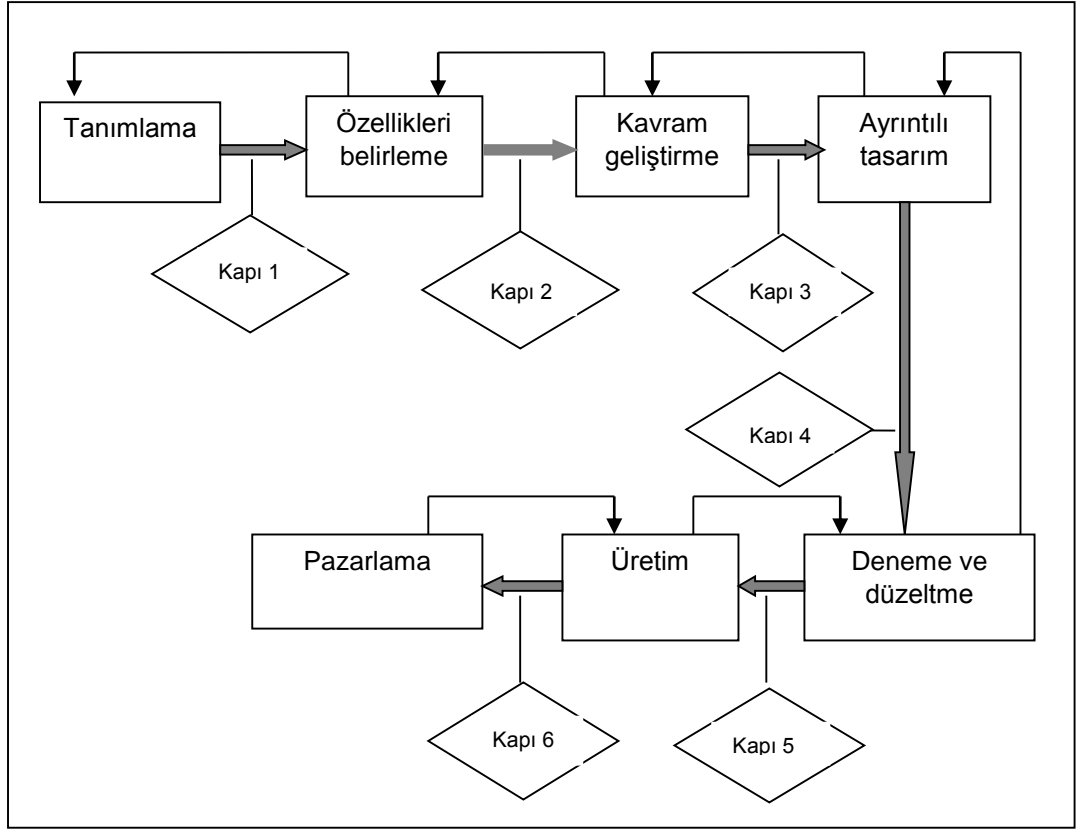 Tanımlama
Özellikleri
belirleme
Kavram
geliştirme
Ayrıntılı
tasarım
Kapı 1
Kapı 2
Kapı 3
Kapı 4
Pazarlama
Üretim
Deneme ve
düzeltme
Kapı 6
Kapı 5